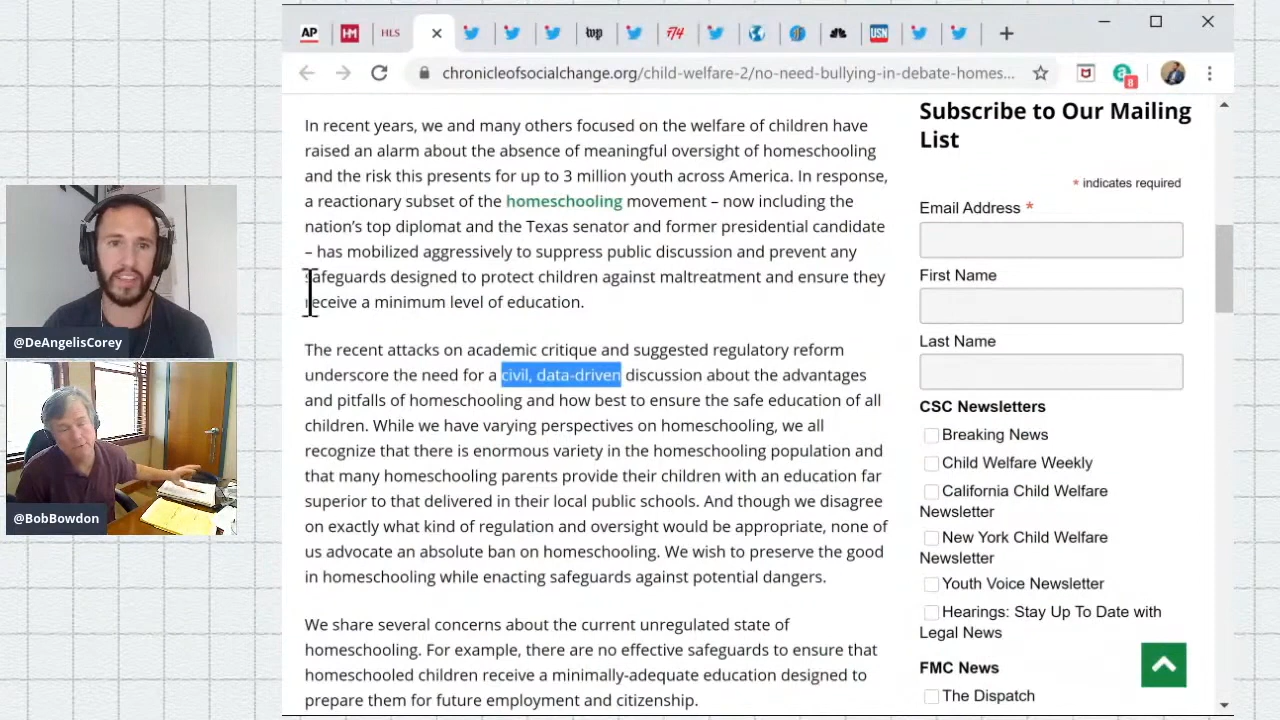 AP
HM
HLS
wp
f74
USN
chronicleofsocialchange.org/child-welfare-2/no-need-bullying-in-debate-homes...
8
In recent years, we and many others focused on the welfare of children have
raised an alarm about the absence of meaningful oversight of homeschooling
and the risk this presents for up to 3 million youth across America. In response,
a reactionary subset of the homeschooling movement – now including the
nation's top diplomat and the Texas senator and former presidential candidate
– has mobilized aggressively to suppress public discussion and prevent any
safeguards designed to protect children against maltreatment and ensure they
receive a minimum level of education.
The recent attacks on academic critique and suggested regulatory reform
underscore the need for a civil, data-driven discussion about the advantages
and pitfalls of homeschooling and how best to ensure the safe education of all
children. While we have varying perspectives on homeschooling, we all
recognize that there is enormous variety in the homeschooling population and
that many homeschooling parents provide their children with an education far
superior to that delivered in their local public schools. And though we disagree
on exactly what kind of regulation and oversight would be appropriate, none of
us advocate an absolute ban on homeschooling. We wish to preserve the good
in homeschooling while enacting safeguards against potential dangers.
We share several concerns about the current unregulated state of
homeschooling. For example, there are no effective safeguards to ensure that
homeschooled children receive a minimally-adequate education designed to
prepare them for future employment and citizenship.
Subscribe to Our Mailing
List
* indicates required
Email Address *
First Name
Last Name
CSC Newsletters
Breaking News
Child Welfare Weekly
California Child Welfare
Newsletter
New York Child Welfare
Newsletter
Youth Voice Newsletter
Hearings: Stay Up To Date with
Legal News
FMC News
The Dispatch
@DeAngelisCorey
@BobBowdon